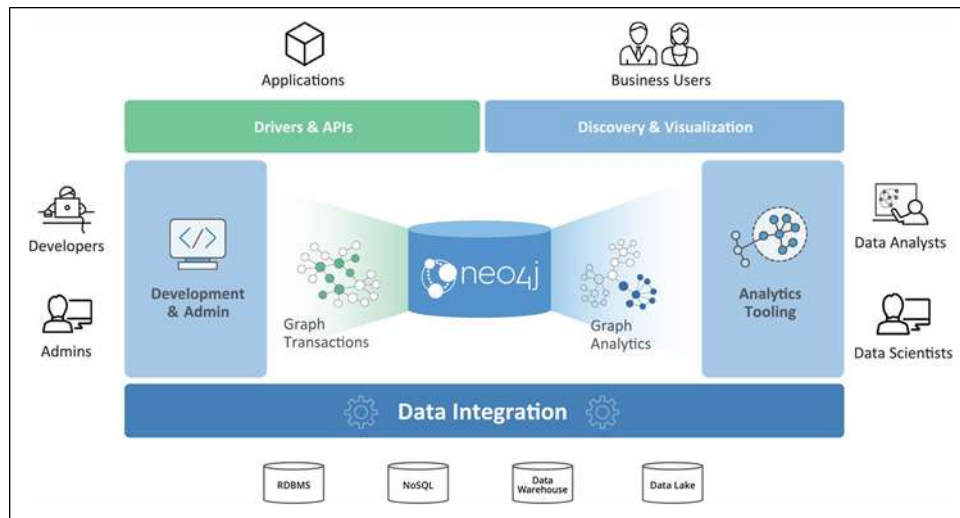 Applications
Business Users
Drivers & APIs
Discovery & Visualization
Developers
Admins
</>
Development
& Admin
Graph
Transactions
neo4j
Graph
Analytics
Analytics
Tooling
Data Analysts
Data Scientists
Data Integration
RDBMS
NoSQL
Data
Warehouse
Data Lake